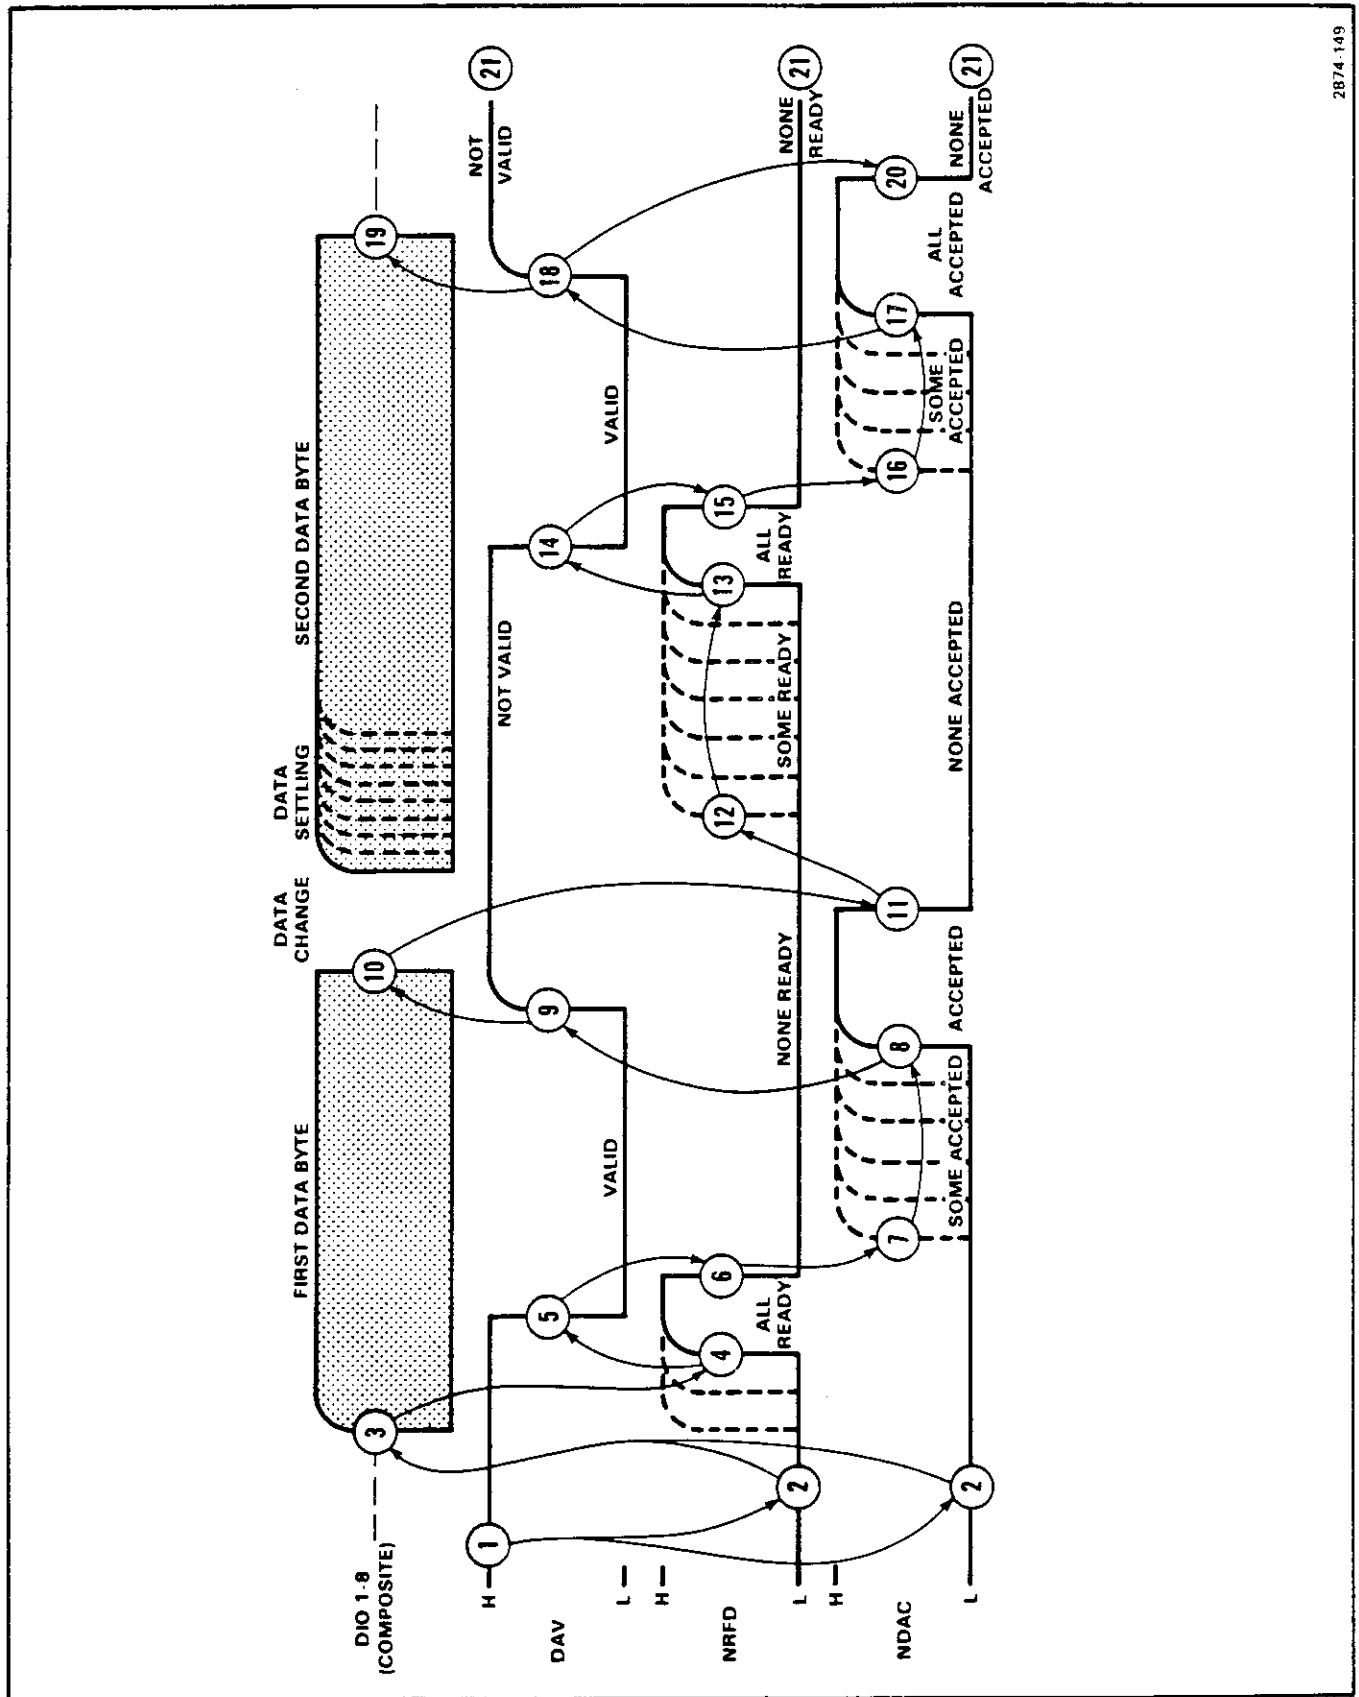 FIRST DATA BYTE
DATA
CHANGE
DATA
SETTLING
SECOND DATA BYTE
DIO 1-8
(COMPOSITE)
3
10
19
H
1
NOT
VALID
21
DAV
5
9
NOT VALID
14
18
L
VALID
VALID
H
NRFD
4
6
12
13
15
ALL
READY
NONE READY
SOME READY
ALL
READY
NONE
READY
L
2
21
H
NDAC
7
8
11
16
17
20
SOME ACCEPTED
ACCEPTED
NONE ACCEPTED
SOME
ACCEPTED
ALL
ACCEPTED
NONE
ACCEPTED
L
2
21
2874-149